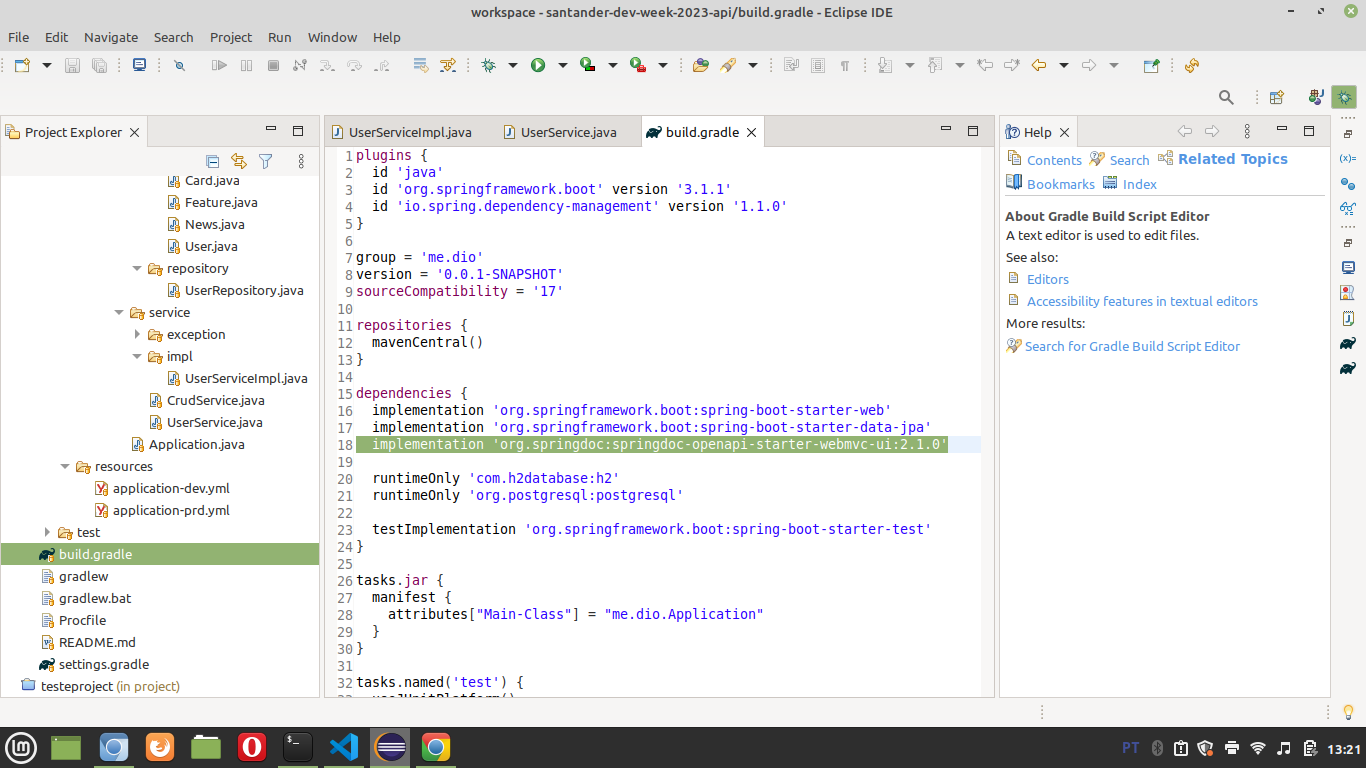 workspace - santander-dev-week-2023-api/build.gradle - Eclipse IDE
File Edit Navigate Search Project Run Window Help
Project Explorer
Card.java
Feature.java
News.java
User.java
repository
UserRepository.java
service
exception
impl
UserServiceImpl.java
CrudService.java
UserService.java
Application.java
resources
application-dev.yml
application-prd.yml
test
build.gradle
gradlew
gradlew.bat
Procfile
README.md
settings.gradle
testeproject (in project)
UserServiceImpl.java UserService.java build.gradle
1 plugins {
2 id 'java'
3 id 'org.springframework.boot' version '3.1.1'
4 id 'io.spring.dependency-management' version '1.1.0'
5 }
6
7 group = 'me.dio'
8 version = '0.0.1-SNAPSHOT'
9 sourceCompatibility = '17'
10
11 repositories {
12 mavenCentral()
13 }
14
15 dependencies {
16 implementation 'org.springframework.boot:spring-boot-starter-web'
17 implementation 'org.springframework.boot:spring-boot-starter-data-jpa'
18 implementation 'org.springdoc:springdoc-openapi-starter-webmvc-ui:2.1.0'
19
20 runtimeOnly 'com.h2database:h2'
21 runtimeOnly 'org.postgresql:postgresql'
22
23 testImplementation 'org.springframework.boot:spring-boot-starter-test'
24 }
25
26 tasks.jar {
27 manifest {
28 attributes["Main-Class"] = "me.dio.Application"
29 }
30 }
31
32 tasks.named('test') {
Help
Contents Search Related Topics
Bookmarks Index
About Gradle Build Script Editor
A text editor is used to edit files.
See also:
Editors
Accessibility features in textual editors
More results:
Search for Gradle Build Script Editor
PT 13:21